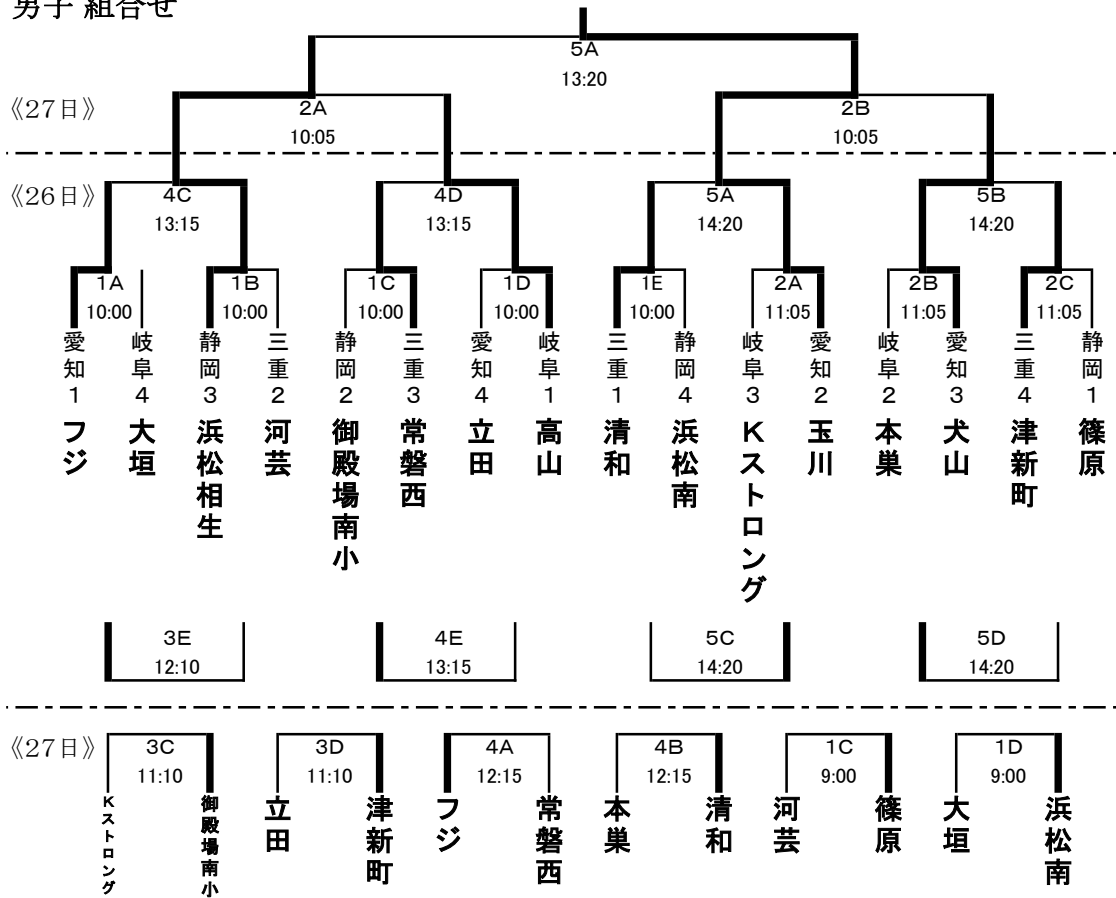 男子 組合せ
5A
13:20
《27日》
2A
10:05
2B
10:05
《26日》
4C
13:15
4D
13:15
5A
14:20
5B
14:20
1A
10:00
1B
10:00
1C
10:00
1D
10:00
1E
10:00
2A
11:05
2B
11:05
2C
11:05
愛知1
岐阜4
静岡3
三重2
静岡2
三重3
愛知4
岐阜1
三重1
静岡4
岐阜3
愛知2
岐阜2
愛知3
三重4
静岡1
フジ
大垣
浜松相生
河芸
御殿場南小
常磐西
立田
高山
清和
浜松南
Kストロング
玉川
本巣
犬山
津新町
篠原
3E
12:10
4E
13:15
5C
14:20
5D
14:20
《27日》
3C
11:10
3D
11:10
4A
12:15
4B
12:15
1C
9:00
1D
9:00
Kストロング
御殿場南小
立田
津新町
フジ
常磐西
本巣
清和
河芸
篠原
大垣
浜松南